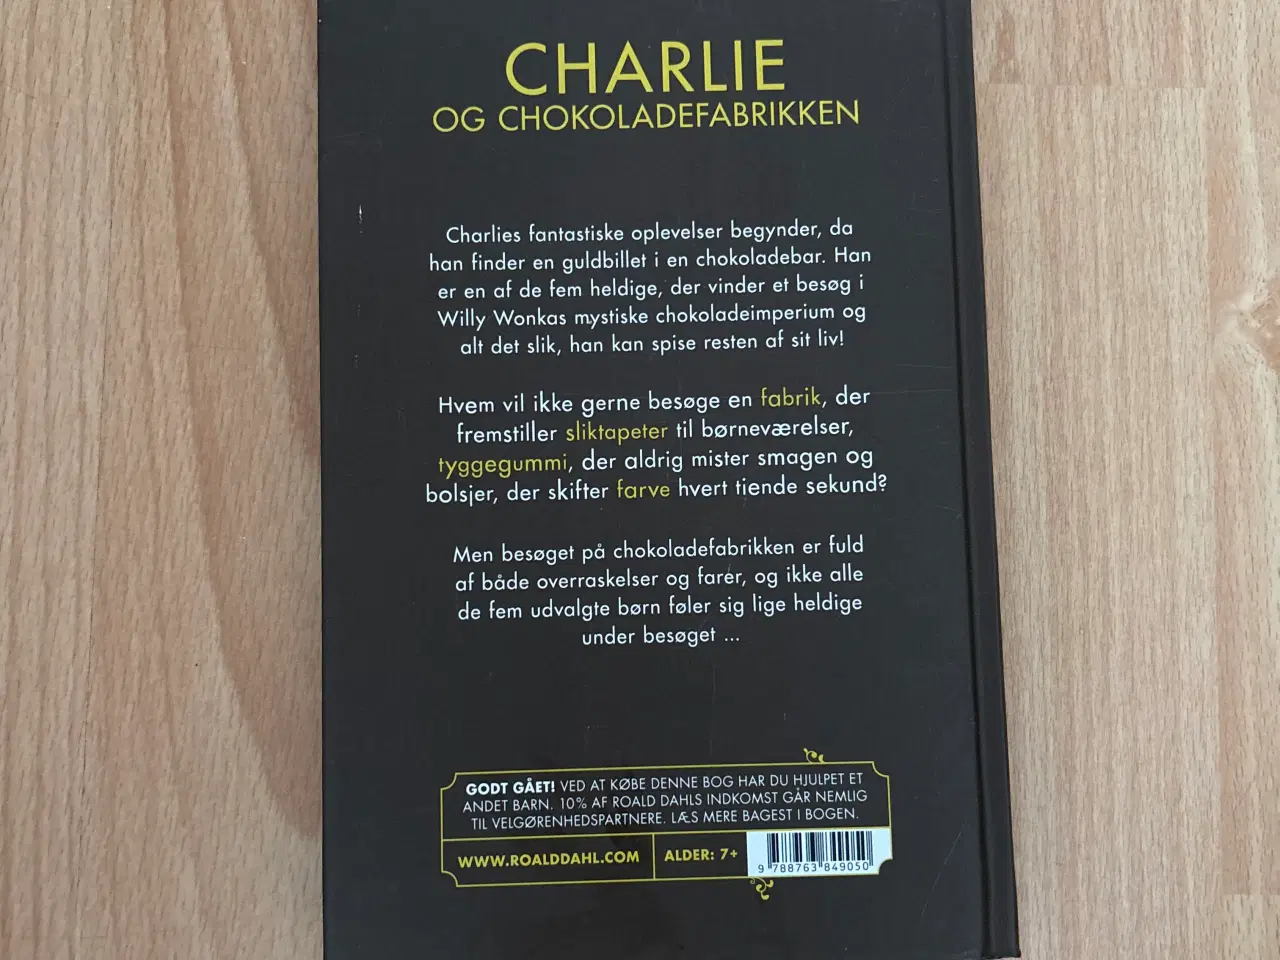 CHARLIE
OG CHOKOLADEFABRIKKEN
Charlies fantastiske oplevelser begynder, da
han finder en guldbillet i en chokoladebar. Han
er en af de fem heldige, der vinder et besøg i
Willy Wonkas mystiske chokoladeimperium og
alt det slik, han kan spise resten af sit liv!
Hvem vil ikke gerne besøge en fabrik, der
fremstiller sliktapeter til børneværelser,
tyggegummi, der aldrig mister smagen og
bolsjer, der skifter farve hvert tiende sekund?
Men besøget på chokoladefabrikken er fuld
af både overraskelser og farer, og ikke alle
de fem udvalgte børn føler sig lige heldige
under besøget ...
GODT GÅET! VED AT KØBE DENNE BOG HAR DU HJULPET ET
ANDET BARN. 10% AF ROALD DAHLS INDKOMST GÅR NEMLIG
TIL VELGØRENHEDSPARTNERE. LÆS MERE BAGEST I BOGEN.
WWW.ROALDDAHL.COM
ALDER: 7+
9 788763 849050